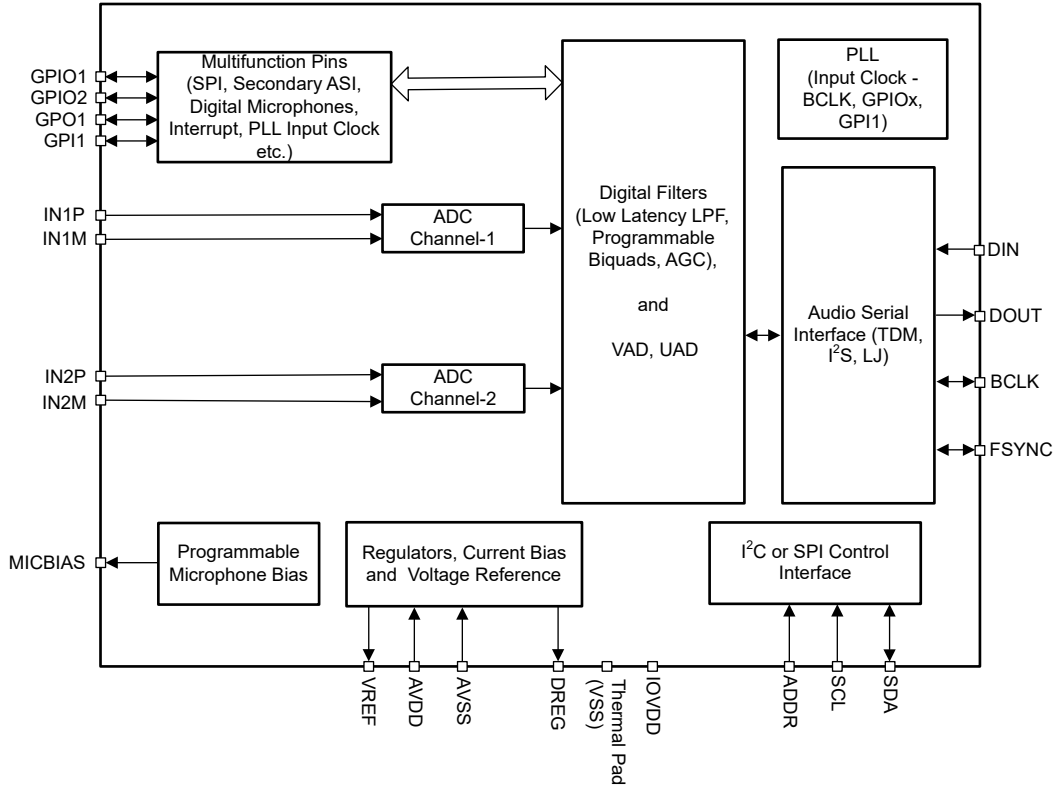 GPIO1
GPIO2
GPO1
GPI1
Multifunction Pins
(SPI, Secondary ASI,
Digital Microphones,
Interrupt, PLL Input Clock
etc.)
PLL
(Input Clock -
BCLK, GPIOx,
GPI1)
IN1P
IN1M
ADC
Channel-1
Digital Filters
(Low Latency LPF,
Programmable
Biquads, AGC),
and
VAD, UAD
Audio Serial
Interface (TDM,
I²S, LJ)
DIN
DOUT
BCLK
FSYNC
IN2P
IN2M
ADC
Channel-2
MICBIAS
Programmable
Microphone Bias
Regulators, Current Bias
and Voltage Reference
I²C or SPI Control
Interface
VREF
AVDD
AVSS
DREG
Thermal Pad
(VSS)
IOVDD
ADDR
SCL
SDA